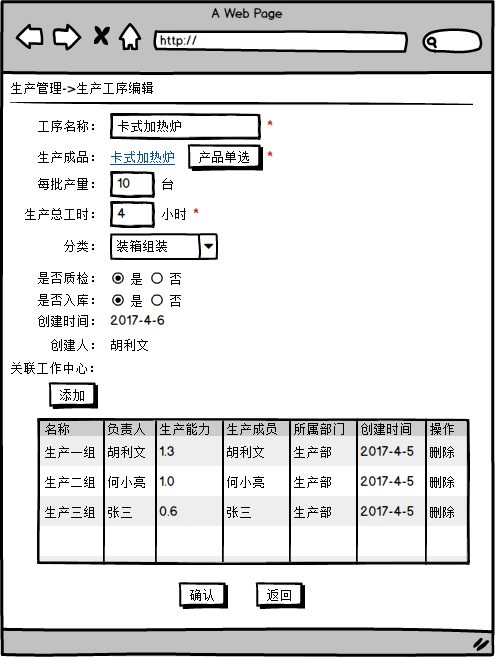 A Web Page
http://
生产管理->生产工序编辑
工序名称： 卡式加热炉 *
生产成品： 卡式加热炉 产品单选 *
每批产量： 10 台
生产总工时： 4 小时 *
分类： 装箱组装
是否质检： 是 否
是否入库： 是 否
创建时间： 2017-4-6
创建人： 胡利文
关联工作中心：
添加
名称 负责人 生产能力 生产成员 所属部门 创建时间 操作
生产一组 胡利文 1.3 胡利文 生产部 2017-4-5 删除
生产二组 何小亮 1.0 何小亮 生产部 2017-4-5 删除
生产三组 张三 0.6 张三 生产部 2017-4-5 删除
确认 返回